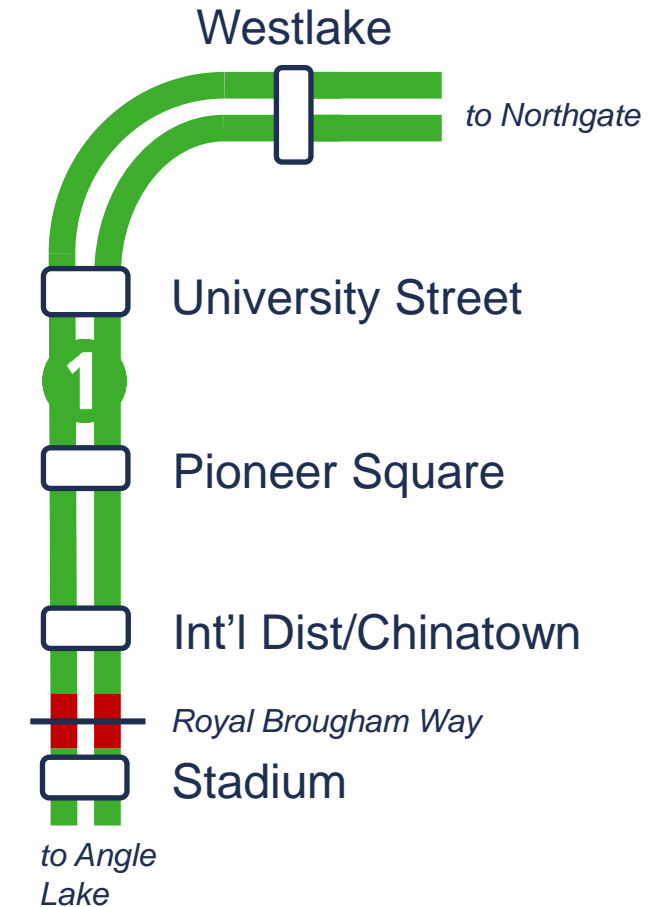 Westlake
to Northgate
University Street
1
Pioneer Square
Int’l Dist/Chinatown
Royal Brougham Way
Stadium
to Angle
Lake